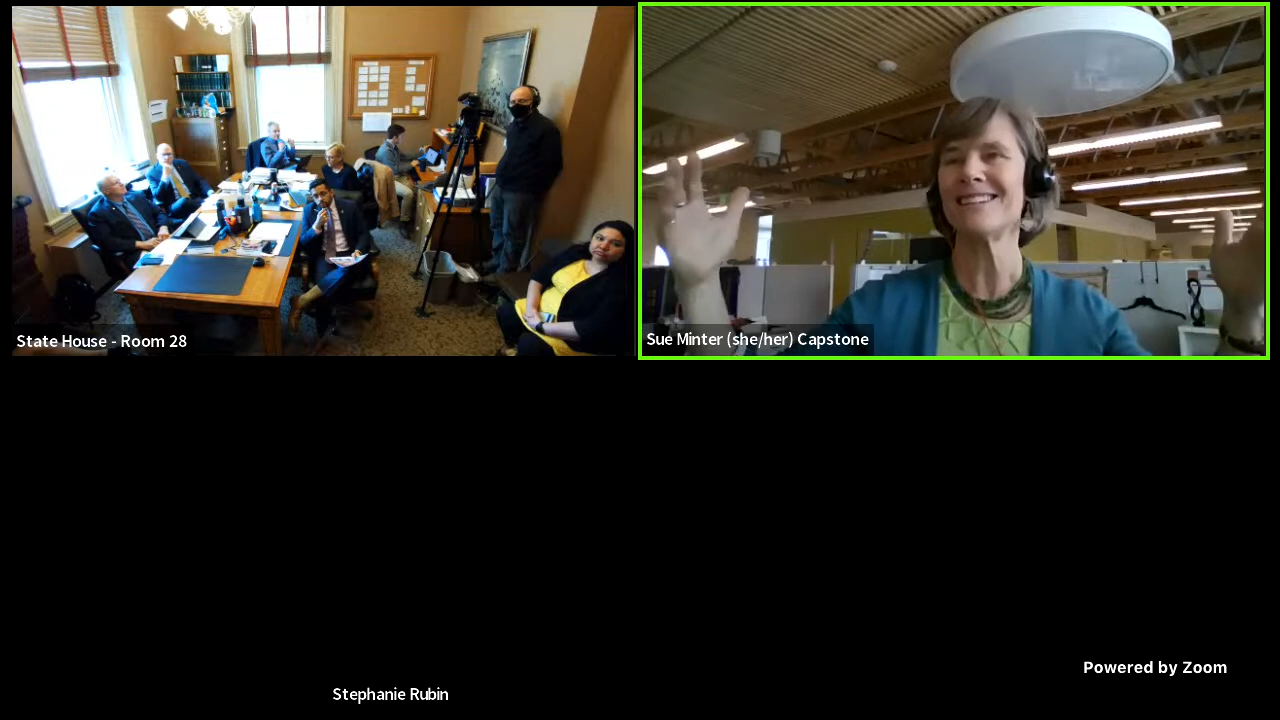 State House - Room 28
Sue Minter (she/her) Capstone
Powered by Zoom
Stephanie Rubin